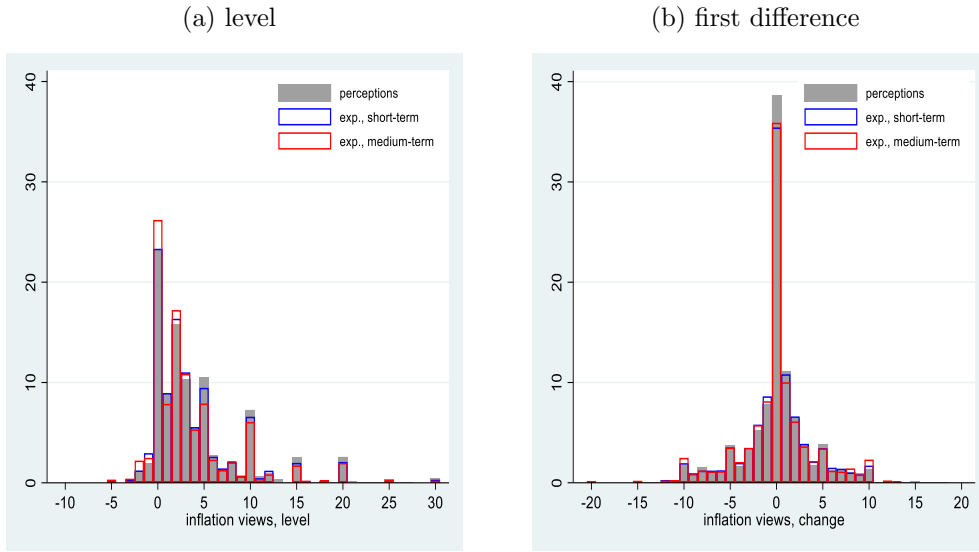 (a) level
(b) first difference
40
30
20
10
0
perceptions
exp., short-term
exp., medium-term
-10
-5
0
5
10
15
20
25
30
inflation views, level
40
30
20
10
0
perceptions
exp., short-term
exp., medium-term
-20
-15
-10
-5
0
5
10
15
20
inflation views, change